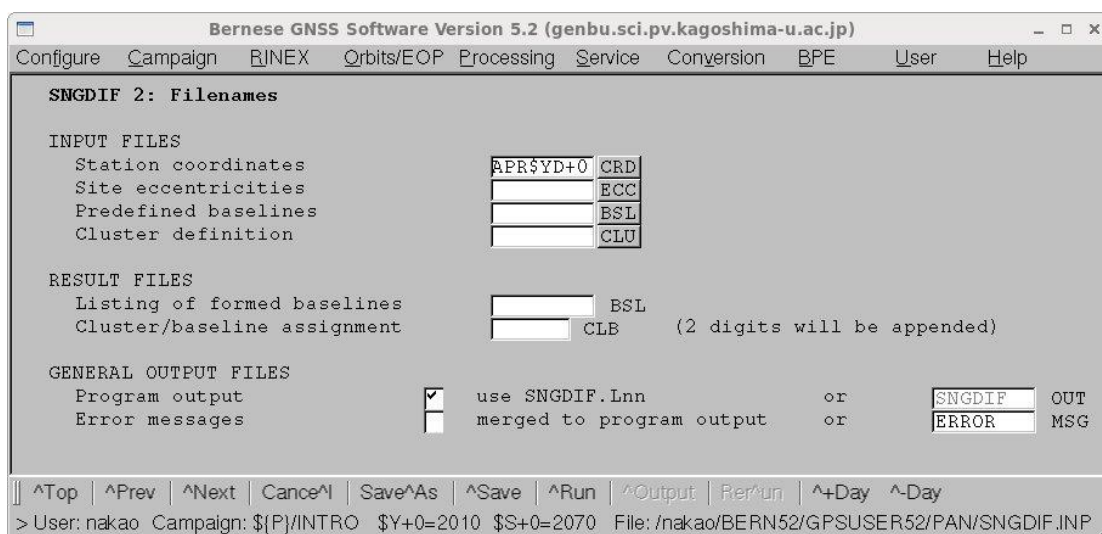 Bernese GNSS Software Version 5.2 (genbu.sci.pv.kagoshima-u.ac.jp)
Configure Campaign RINEX Orbits/EOP Processing Service Conversion BPE User Help
SNGDIF 2: Filenames
INPUT FILES
Station coordinates APR$YD+0 CRD
Site eccentricities ECC
Predefined baselines BSL
Cluster definition CLU
RESULT FILES
Listing of formed baselines BSL
Cluster/baseline assignment CLB (2 digits will be appended)
GENERAL OUTPUT FILES
Program output use SNGDIF.Lnn or SNGDIF OUT
Error messages merged to program output or ERROR MSG
^Top | ^Prev | ^Next | Cance^l | Save^As | ^Save | ^Run | ^Output | Rer^un | ^+Day ^-Day
> User: nakao Campaign: ${P}/INTRO $Y+0=2010 $S+0=2070 File: /nakao/BERN52/GPSUSER52/PAN/SNGDIF.INP